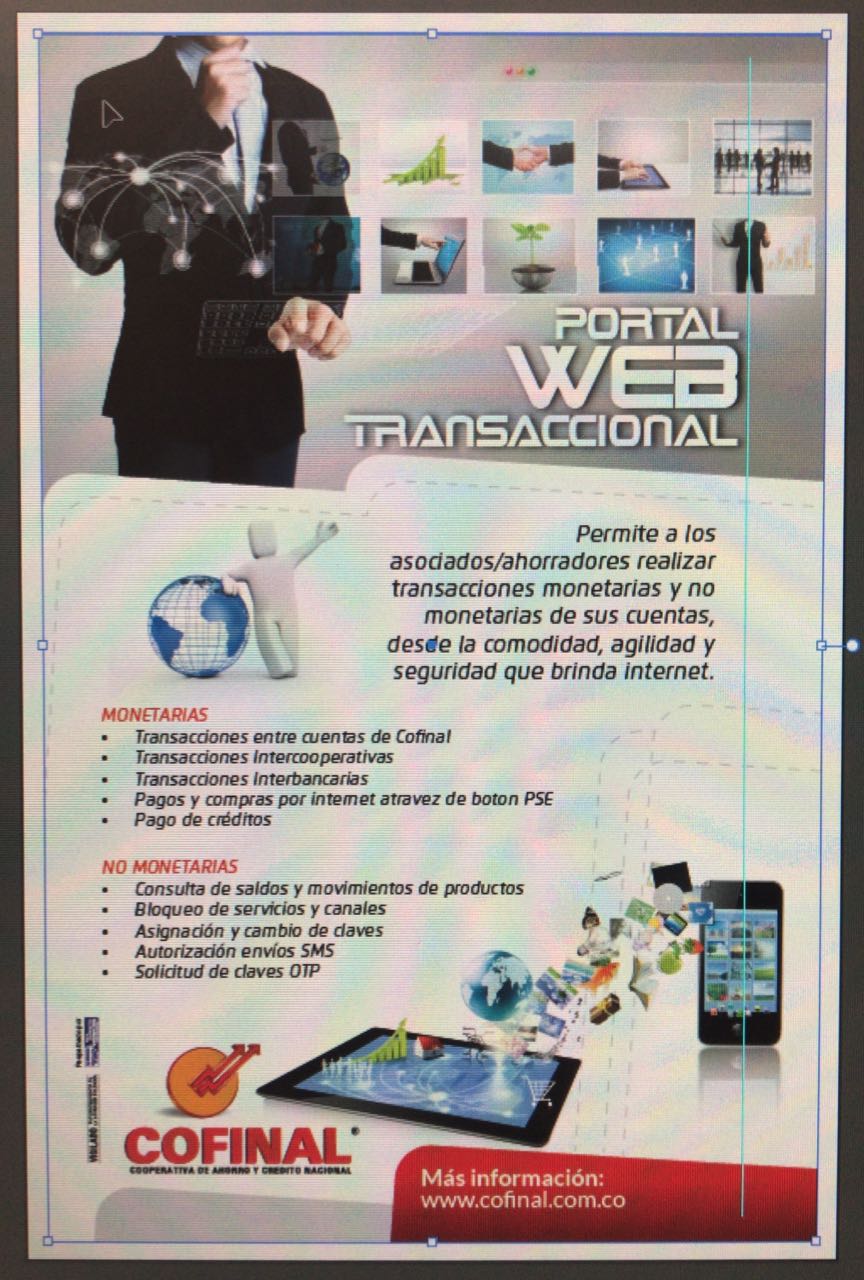 PORTAL
WEB
TRANSACCIONAL
Permite a los
asociados/ahorradores realizar
transacciones monetarias y no
monetarias de sus cuentas,
desde la comodidad, agilidad y
seguridad que brinda internet.
MONETARIAS
• Transacciones entre cuentas de Cofinal
• Transacciones Intercooperativas
• Transacciones Interbancarias
• Pagos y compras por internet atravez de boton PSE
• Pago de créditos
NO MONETARIAS
• Consulta de saldos y movimientos de productos
• Bloqueo de servicios y canales
• Asignación y cambio de claves
• Autorización envíos SMS
• Solicitud de claves OTP
VIGILADO
COFINAL®
COOPERATIVA DE AHORRO Y CREDITO NACIONAL
Más información:
www.cofinal.com.co